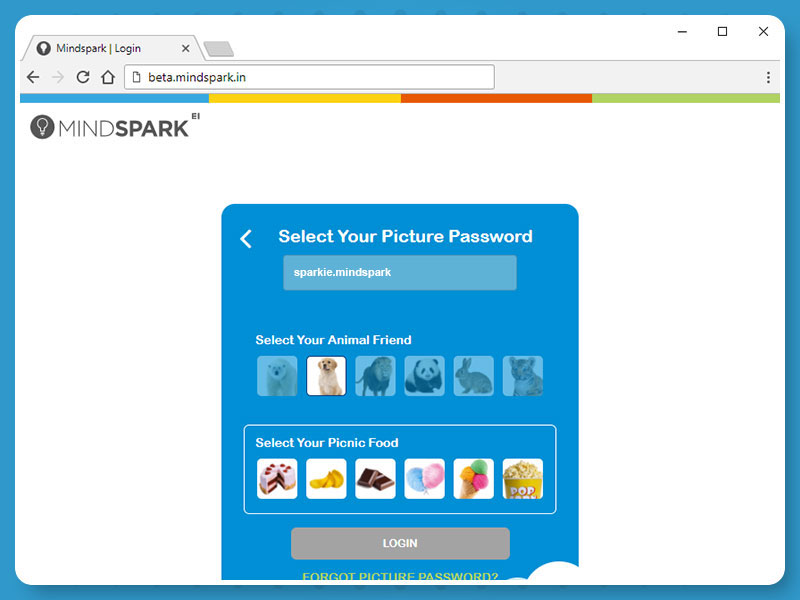 Mindspark | Login
beta.mindspark.in
MINDSPARK EI
Select Your Picture Password
sparkie.mindspark
Select Your Animal Friend
Select Your Picnic Food
POP
LOGIN
FORGOT PICTURE PASSWORD?